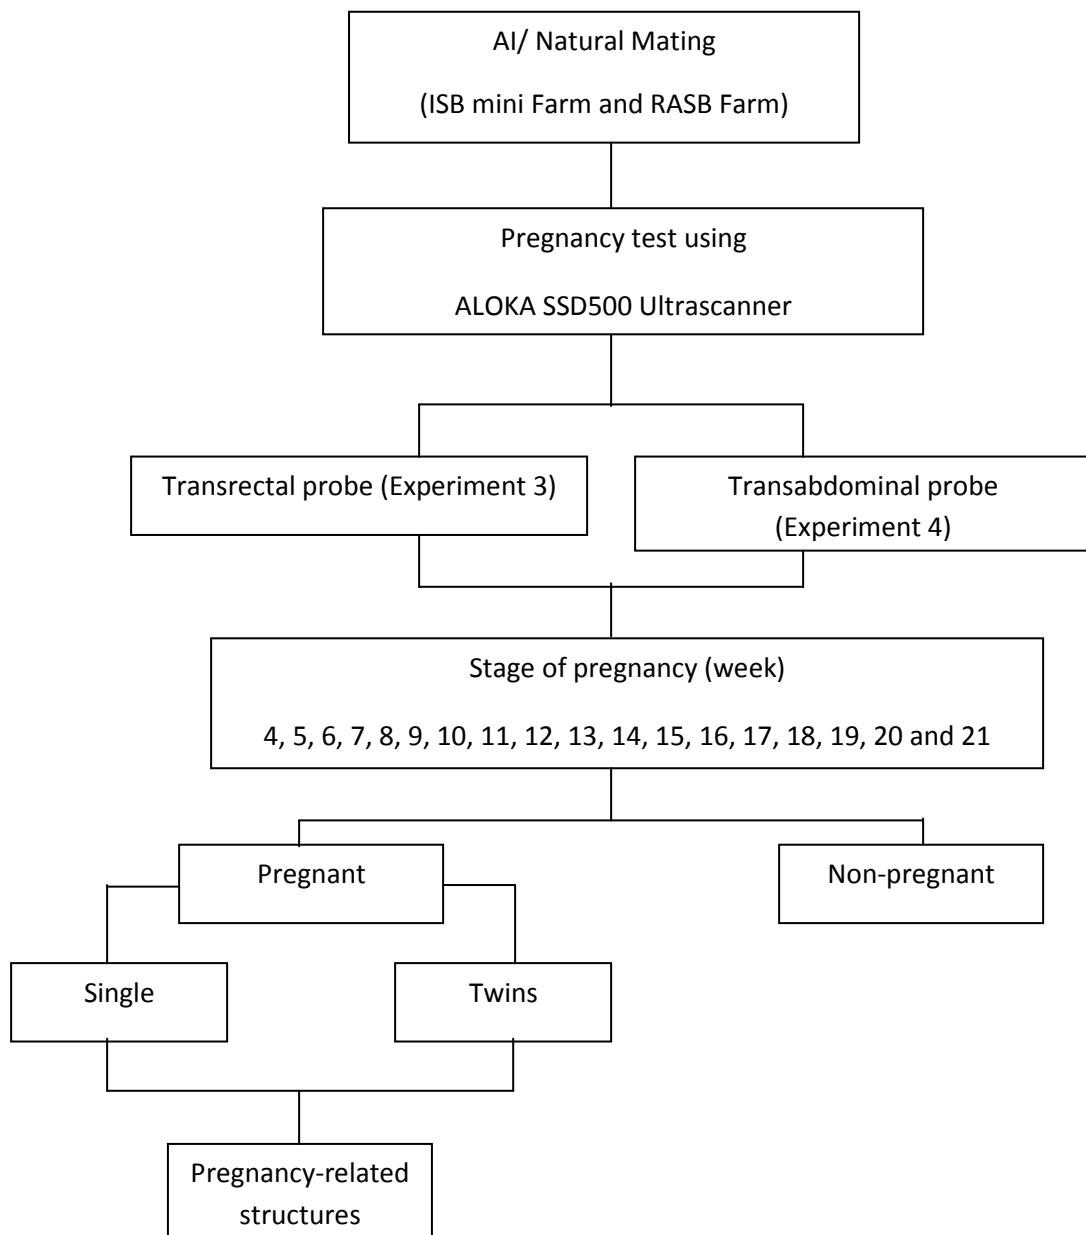 AI/ Natural Mating
(ISB mini Farm and RASB Farm)
Pregnancy test using
ALOKA SSD500 Ultrascanner
Transrectal probe (Experiment 3)
Transabdominal probe
(Experiment 4)
Stage of pregnancy (week)
4, 5, 6, 7, 8, 9, 10, 11, 12, 13, 14, 15, 16, 17, 18, 19, 20 and 21
Pregnant
Non-pregnant
Single
Twins
Pregnancy-related
structures